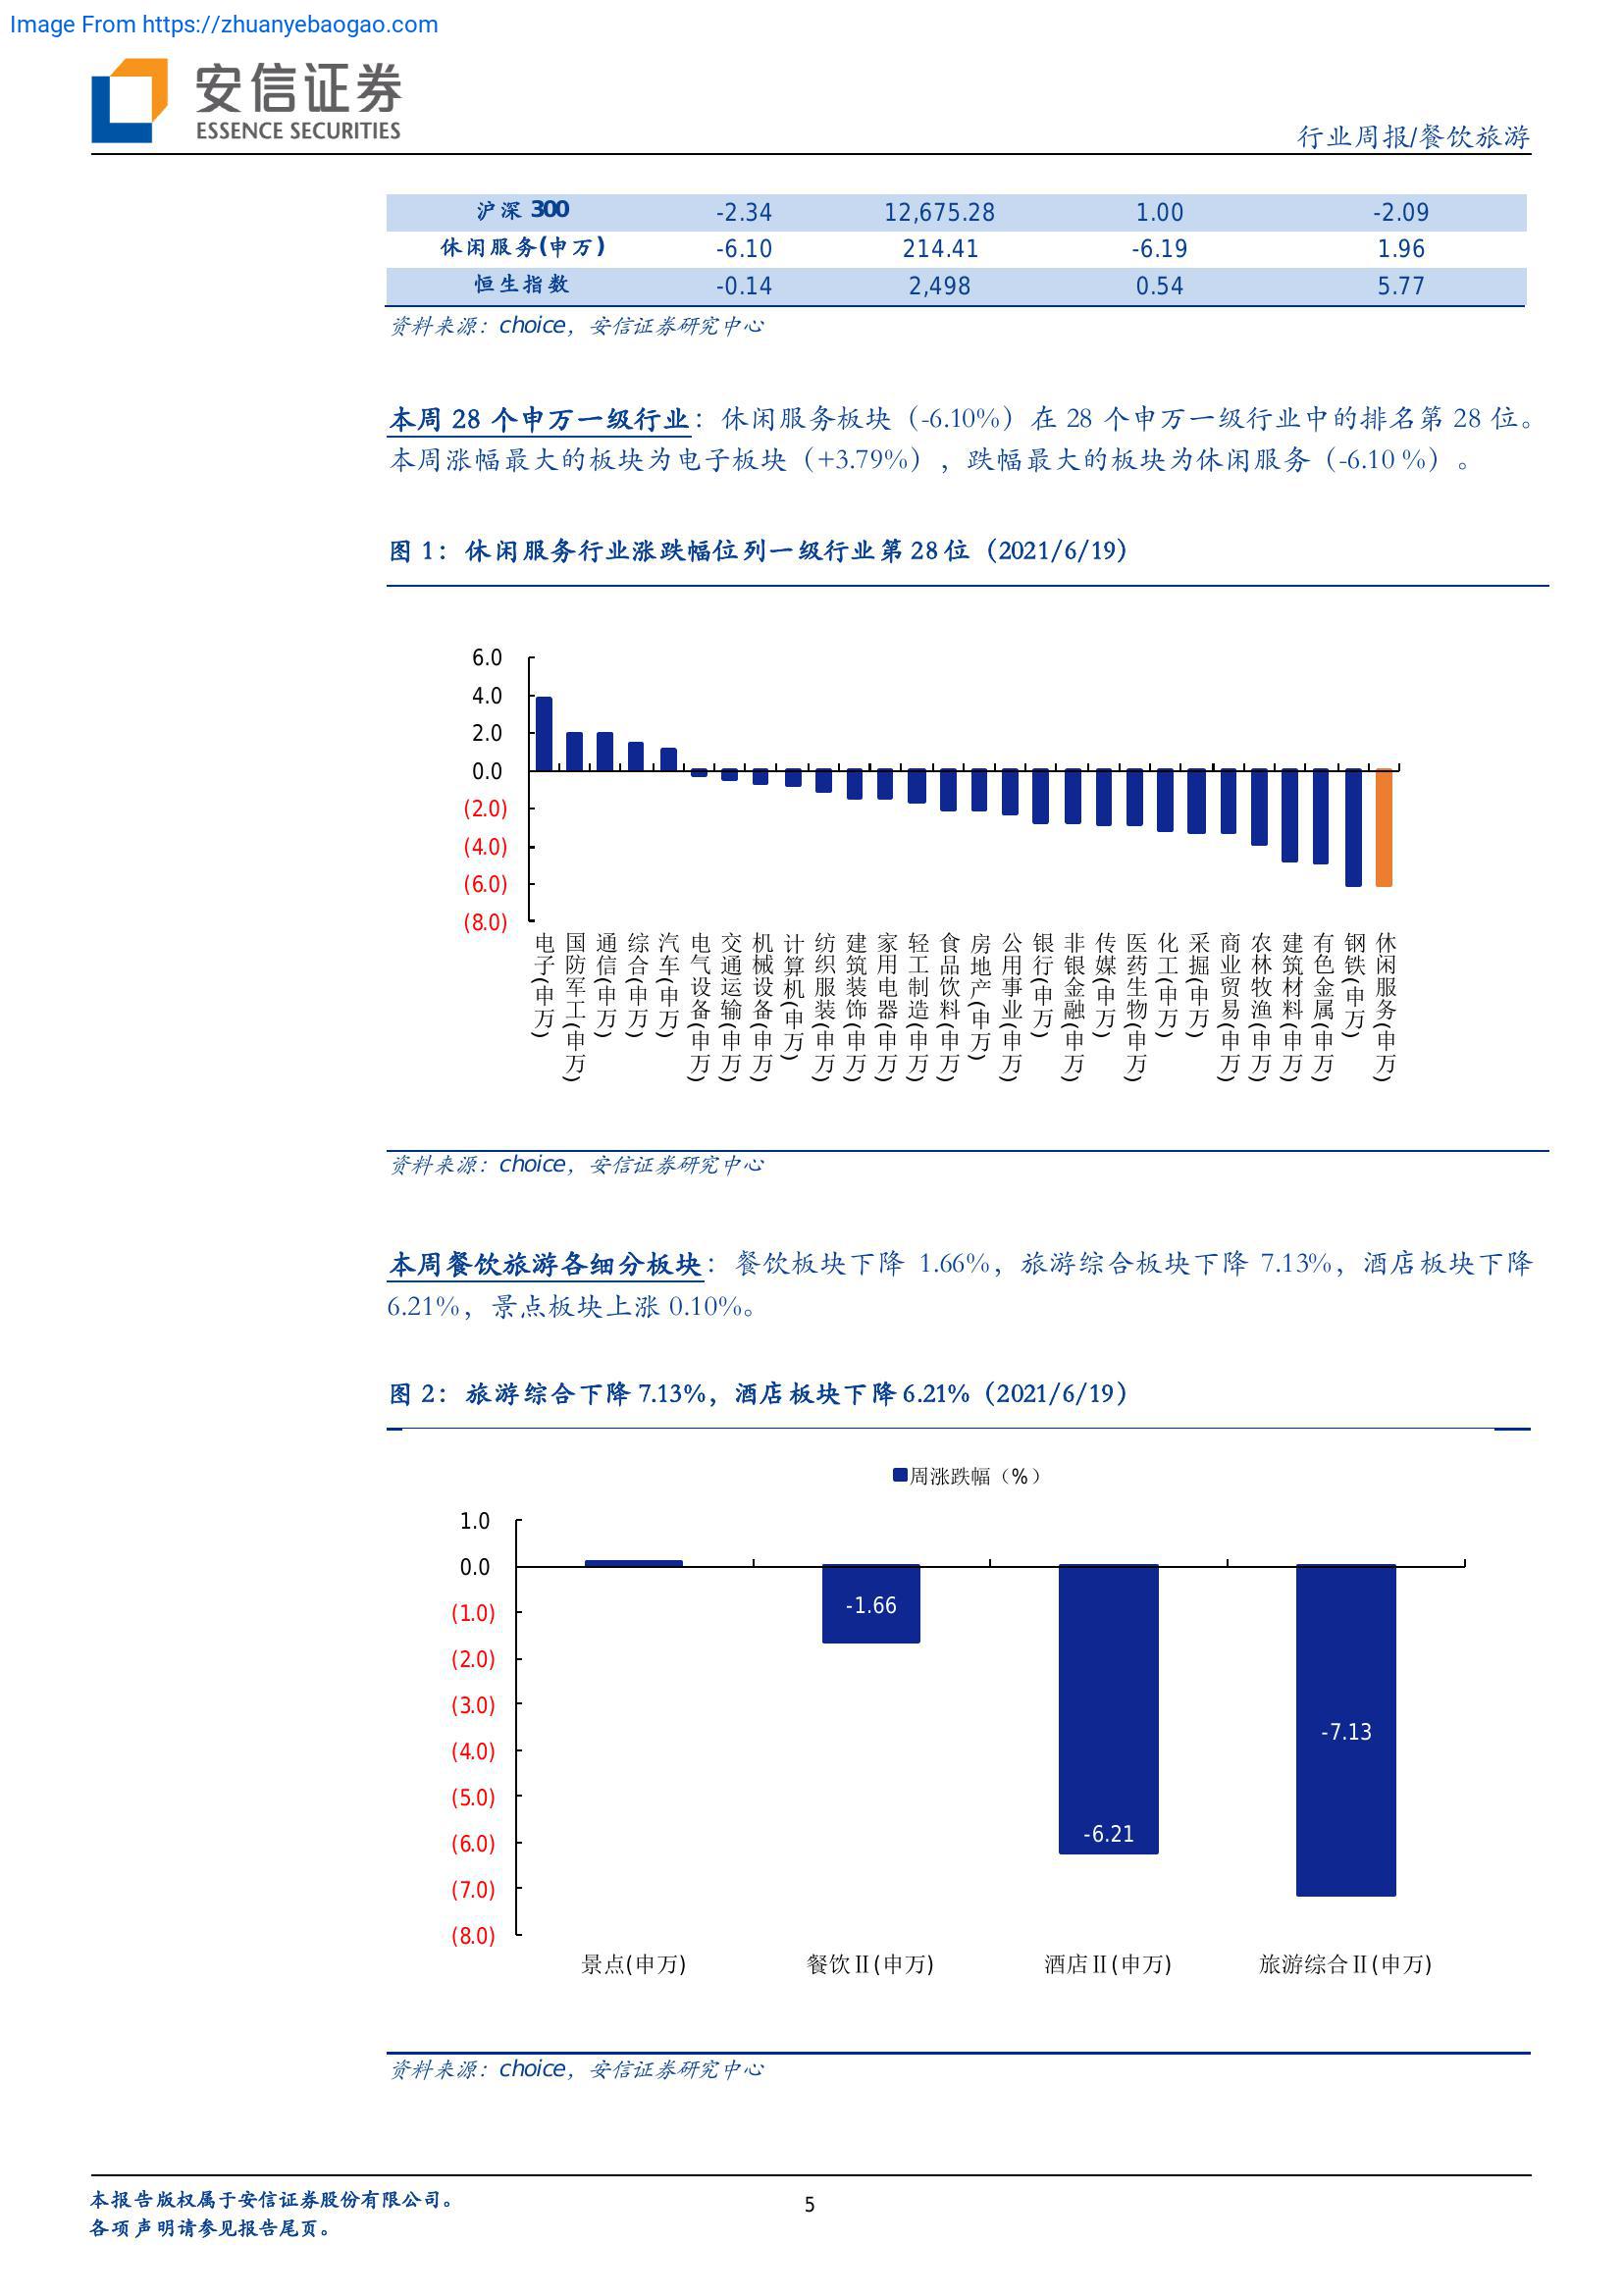 Image From https://zhuanyebaogao.com
安信证券
ESSENCE SECURITIES
行业周报/餐饮旅游
沪深 300 -2.34 12,675.28 1.00 -2.09
休闲服务(申万) -6.10 214.41 -6.19 1.96
恒生指数 -0.14 2,498 0.54 5.77
资料来源：choice，安信证券研究中心
本周 28 个申万一级行业：休闲服务板块（-6.10%）在 28 个申万一级行业中的排名第 28 位。
本周涨幅最大的板块为电子板块（+3.79%），跌幅最大的板块为休闲服务（-6.10 %）。
图 1：休闲服务行业涨跌幅位列一级行业第 28 位（2021/6/19）
6.0
4.0
2.0
0.0
(2.0)
(4.0)
(6.0)
(8.0)
电子(申万)
国防军工(申万)
通信(申万)
综合(申万)
汽车(申万)
电气设备(申万)
交通运输(申万)
机械设备(申万)
计算机(申万)
纺织服装(申万)
建筑装饰(申万)
家用电器(申万)
轻工制造(申万)
食品饮料(申万)
房地产(申万)
公用事业(申万)
银行(申万)
非银金融(申万)
传媒(申万)
医药生物(申万)
化工(申万)
采掘(申万)
商业贸易(申万)
农林牧渔(申万)
建筑材料(申万)
有色金属(申万)
钢铁(申万)
休闲服务(申万)
资料来源：choice，安信证券研究中心
本周餐饮旅游各细分板块：餐饮板块下降 1.66%，旅游综合板块下降 7.13%，酒店板块下降
6.21%，景点板块上涨 0.10%。
图 2：旅游综合下降 7.13%，酒店板块下降 6.21%（2021/6/19）
周涨跌幅（%）
1.0
0.0
(1.0)
(2.0)
(3.0)
(4.0)
(5.0)
(6.0)
(7.0)
(8.0)
-1.66
-6.21
-7.13
景点(申万) 餐饮Ⅱ(申万) 酒店Ⅱ(申万) 旅游综合Ⅱ(申万)
资料来源：choice，安信证券研究中心
本报告版权属于安信证券股份有限公司。
各项声明请参见报告尾页。
5